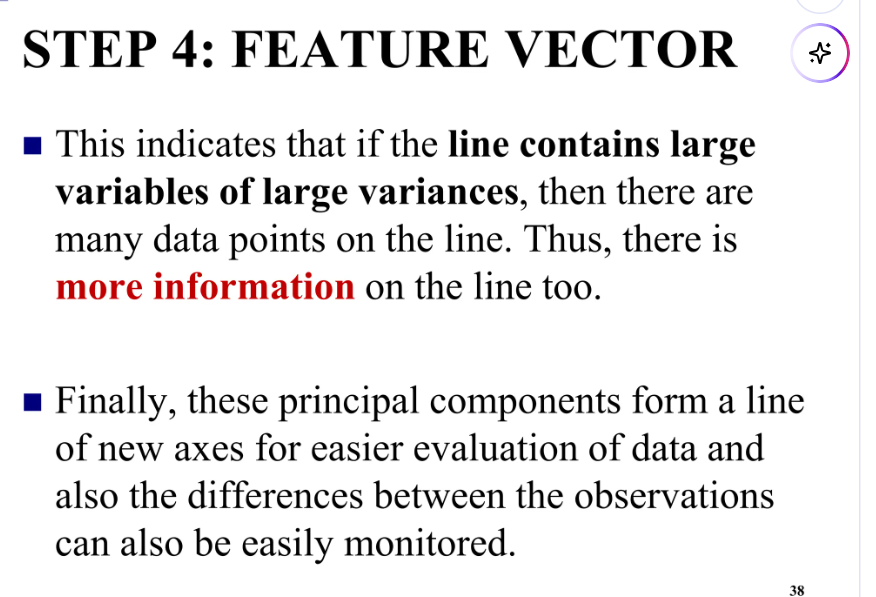 STEP 4: FEATURE VECTOR
This indicates that if the line contains large
variables of large variances, then there are
many data points on the line. Thus, there is
more information on the line too.
Finally, these principal components form a line
of new axes for easier evaluation of data and
also the differences between the observations
can also be easily monitored.
38